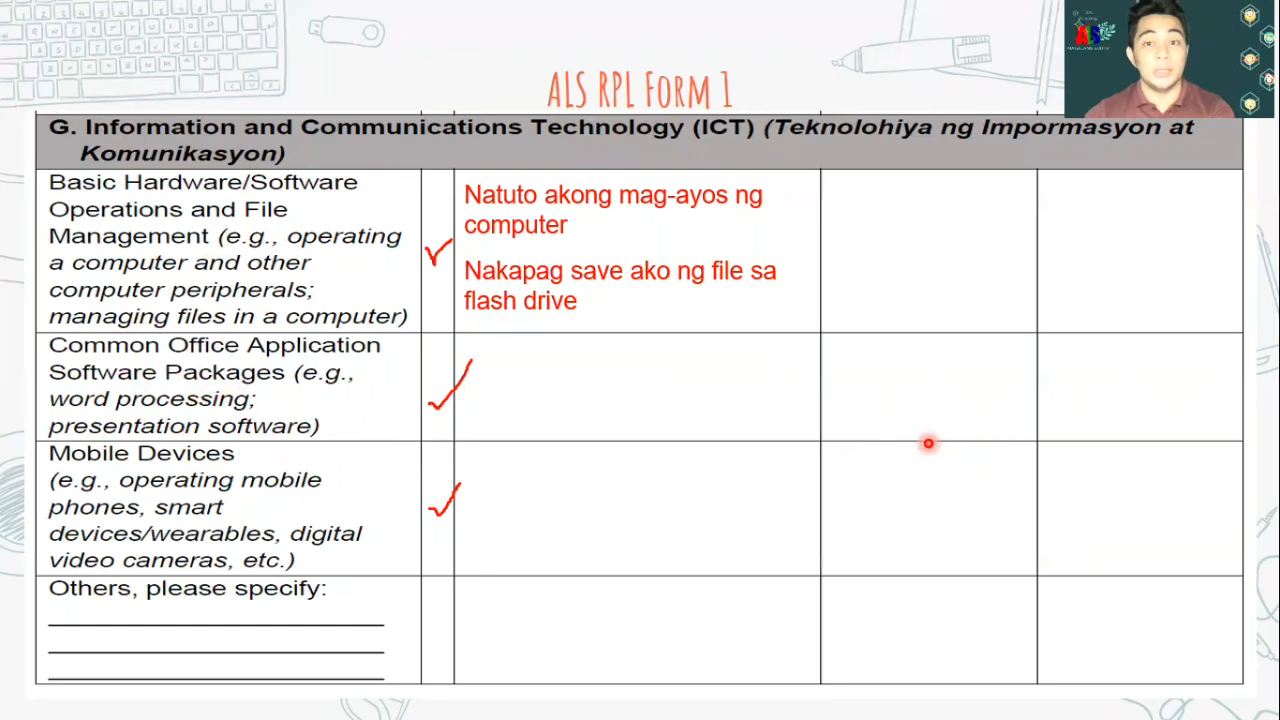 ALS RPL FORM 1
G. Information and Communications Technology (ICT) (Teknolohiya ng Impormasyon at
Komunikasyon)
Basic Hardware/Software
Operations and File
Management (e.g., operating
a computer and other
computer peripherals;
managing files in a computer)
Natuto akong mag-ayos ng
computer
Nakapag save ako ng file sa
flash drive
Common Office Application
Software Packages (e.g.,
word processing;
presentation software)
Mobile Devices
(e.g., operating mobile
phones, smart
devices/wearables, digital
video cameras, etc.)
Others, please specify: